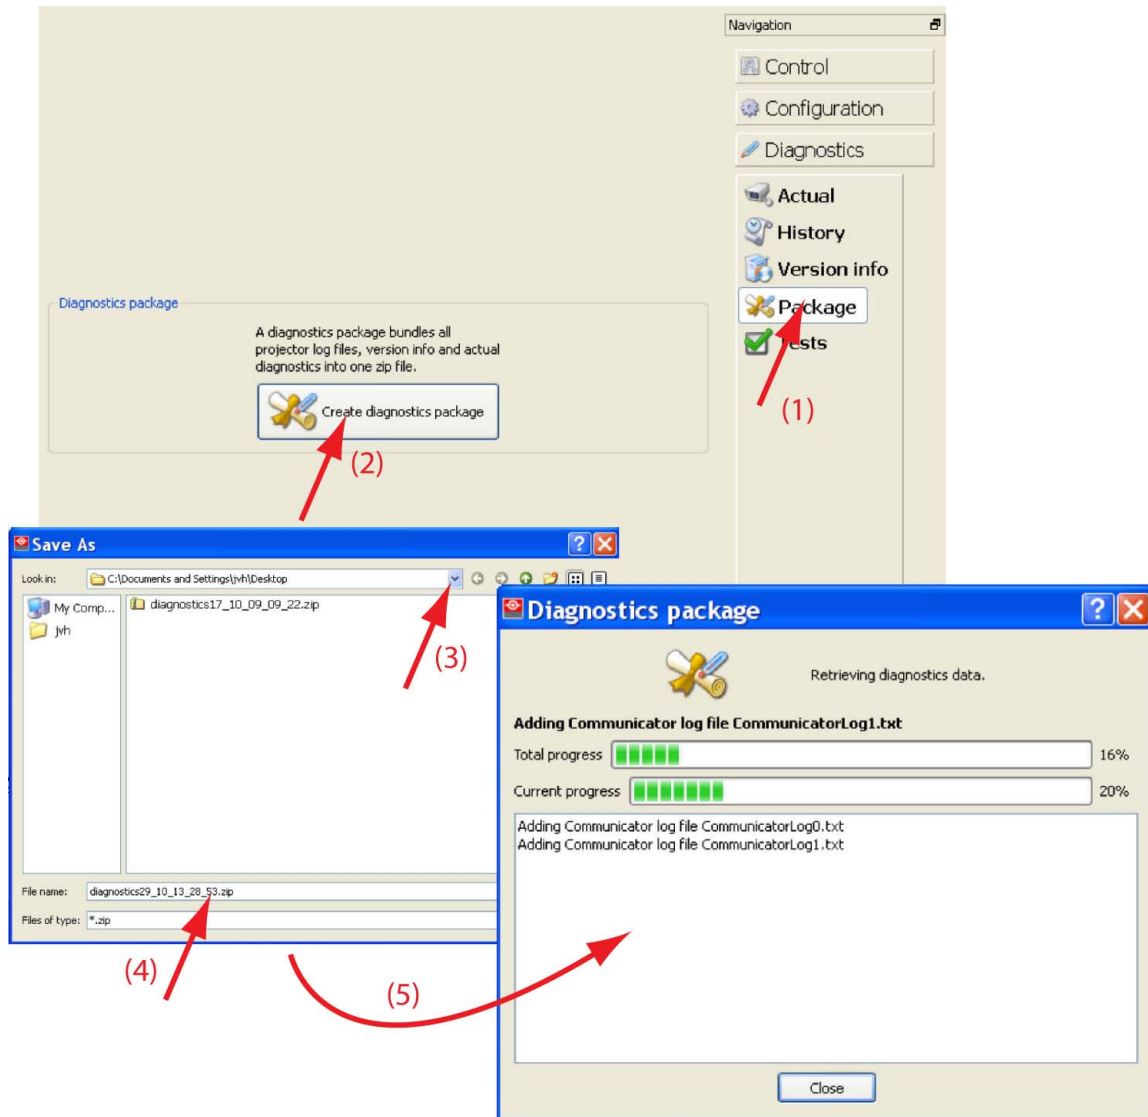 Navigation
Control
Configuration
Diagnostics
Actual
History
Version info
Package
Tests
(1)
Diagnostics package
A diagnostics package bundles all
projector log files, version info and actual
diagnostics into one zip file.
Create diagnostics package
(2)
Save As
Look in:
C:\Documents and Settings\jvh\Desktop
My Comp...
jvh
diagnostics17_10_09_09_22.zip
(3)
File name:
diagnostics29_10_13_28_53.zip
Files of type:
*.zip
(4)
(5)
Diagnostics package
Retrieving diagnostics data.
Adding Communicator log file CommunicatorLog1.txt
Total progress
16%
Current progress
20%
Adding Communicator log file CommunicatorLog0.txt
Adding Communicator log file CommunicatorLog1.txt
Close